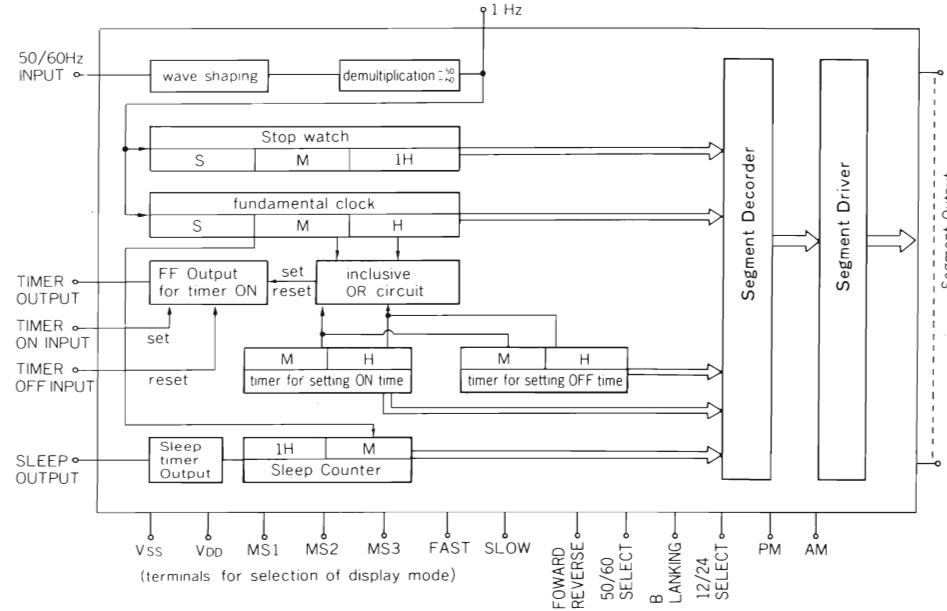 1 Hz
50/60Hz
INPUT
wave shaping
demultiplication
Stop watch
S M 1H
fundamental clock
S M H
TIMER
OUTPUT
FF Output
for timer ON
set
reset
inclusive
OR circuit
TIMER
ON INPUT
set
TIMER
OFF INPUT
reset
M H
timer for setting ON time
M H
timer for setting OFF time
SLEEP
OUTPUT
Sleep
timer
Output
1H M
Sleep Counter
Segment Decorder
Segment Driver
Segment Output
VSS VDD MS1 MS2 MS3 FAST SLOW
FOWARD
REVERSE
50/60
SELECT
B
LANKING
12/24
SELECT
PM AM
(terminals for selection of display mode)